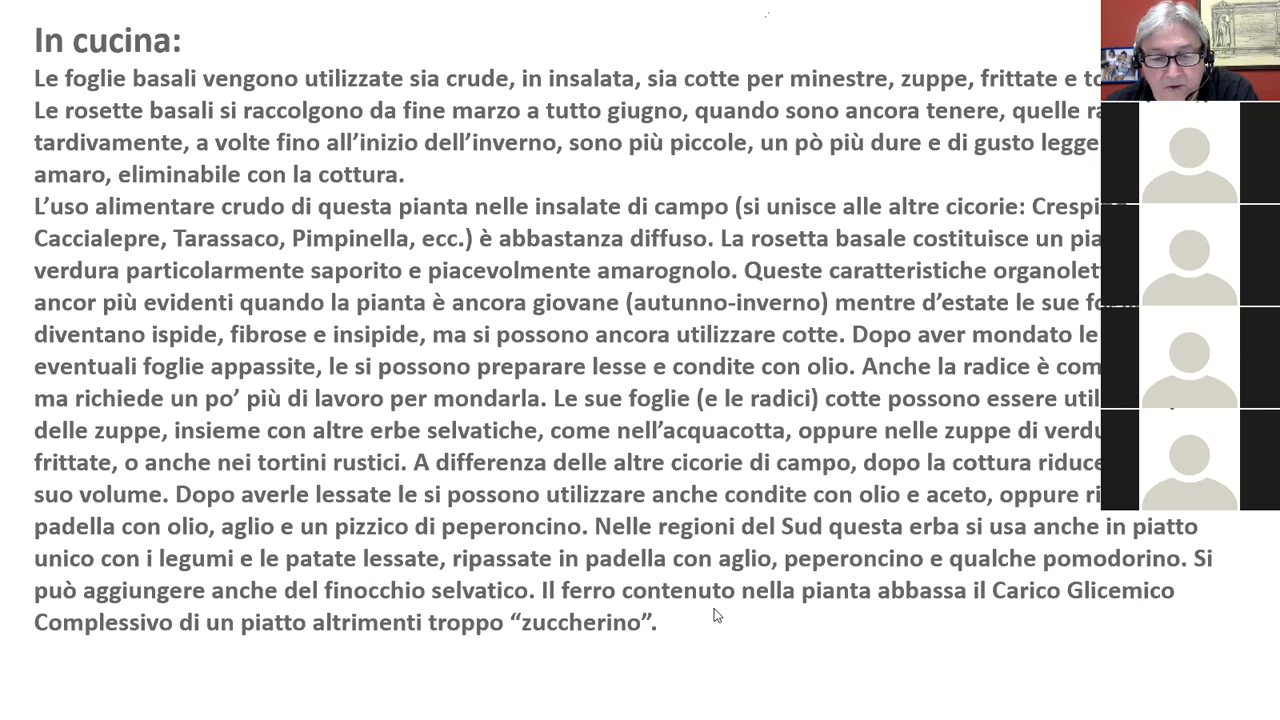 In cucina:
Le foglie basali vengono utilizzate sia crude, in insalata, sia cotte per minestre, zuppe, frittate e
Le rosette basali si raccolgono da fine marzo a tutto giugno, quando sono ancora tenere, quelle
tardivamente, a volte fino all’inizio dell’inverno, sono più piccole, un pò più dure e di gusto
amaro, eliminabile con la cottura.
L’uso alimentare crudo di questa pianta nelle insalate di campo (si unisce alle altre cicorie:
Caccialepre, Tarassaco, Pimpinella, ecc.) è abbastanza diffuso. La rosetta basale costituisce un
verdura particolarmente saporito e piacevolmente amarognolo. Queste caratteristiche
ancor più evidenti quando la pianta è ancora giovane (autunno-inverno) mentre d’estate le sue
diventano ispide, fibrose e insipide, ma si possono ancora utilizzare cotte. Dopo aver mondato le
eventuali foglie appassite, le si possono preparare lesse e condite con olio. Anche la radice è
ma richiede un po’ più di lavoro per mondarla. Le sue foglie (e le radici) cotte possono essere
delle zuppe, insieme con altre erbe selvatiche, come nell’acquacotta, oppure nelle zuppe di
frittate, o anche nei tortini rustici. A differenza delle altre cicorie di campo, dopo la cottura
suo volume. Dopo averle lessate le si possono utilizzare anche condite con olio e aceto, oppure
padella con olio, aglio e un pizzico di peperoncino. Nelle regioni del Sud questa erba si usa anche in piatto
unico con i legumi e le patate lessate, ripassate in padella con aglio, peperoncino e qualche pomodorino. Si
può aggiungere anche del finocchio selvatico. Il ferro contenuto nella pianta abbassa il Carico Glicemico
Complessivo di un piatto altrimenti troppo “zuccherino”.